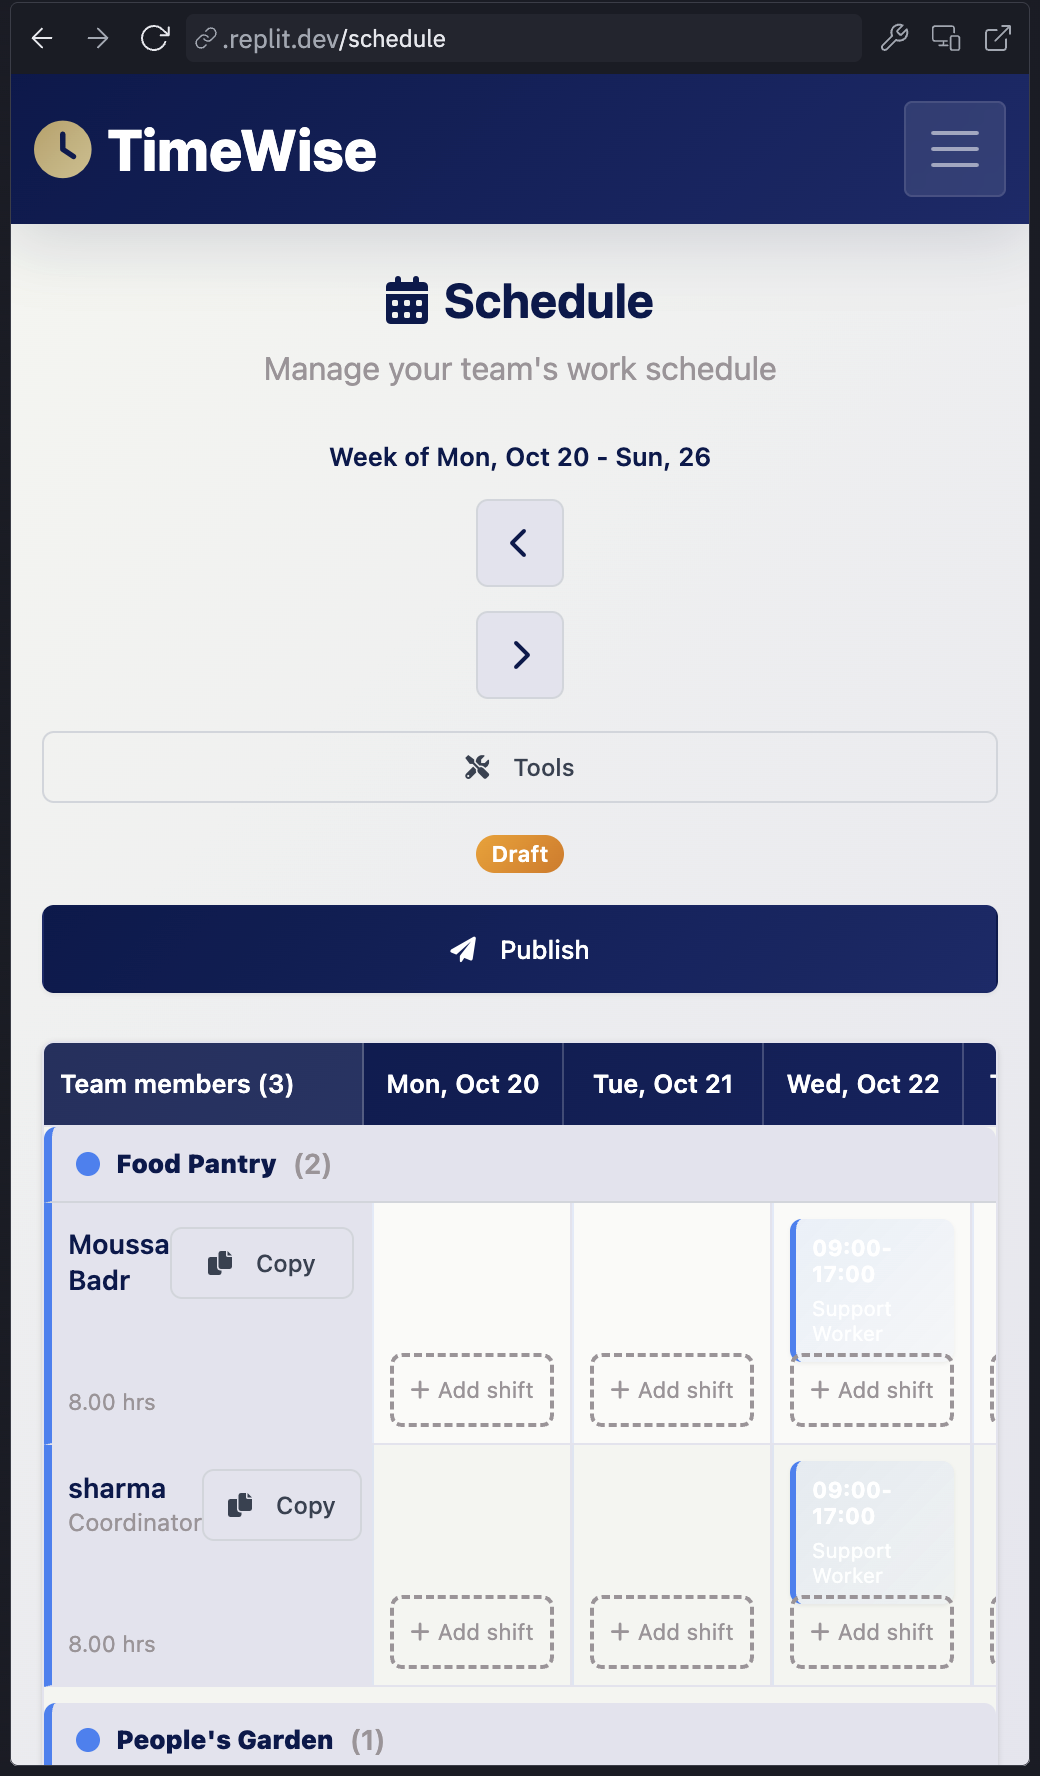 .replit.dev/schedule
TimeWise
Schedule
Manage your team's work schedule
Week of Mon, Oct 20 - Sun, 26
Tools
Draft
Publish
Team members (3)
Mon, Oct 20
Tue, Oct 21
Wed, Oct 22
Food Pantry (2)
Moussa
Badr
Copy
8.00 hrs
+ Add shift
+ Add shift
09:00-
17:00
Support
Worker
+ Add shift
sharma
Coordinator
Copy
8.00 hrs
+ Add shift
+ Add shift
09:00-
17:00
Support
Worker
+ Add shift
People's Garden (1)